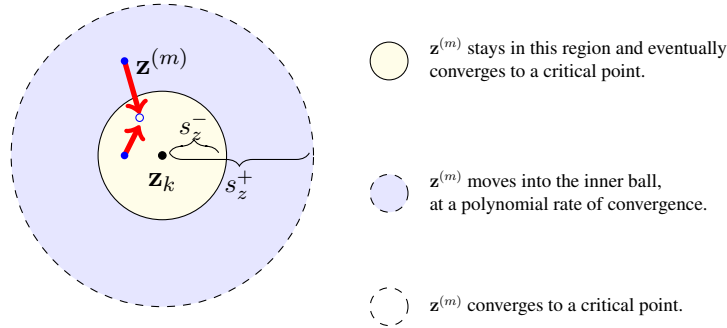 𝐳⁽ᵐ⁾
s_z^-
𝐳ₖ
s_z^+
𝐳⁽ᵐ⁾ stays in this region and eventually
converges to a critical point.
𝐳⁽ᵐ⁾ moves into the inner ball,
at a polynomial rate of convergence.
𝐳⁽ᵐ⁾ converges to a critical point.